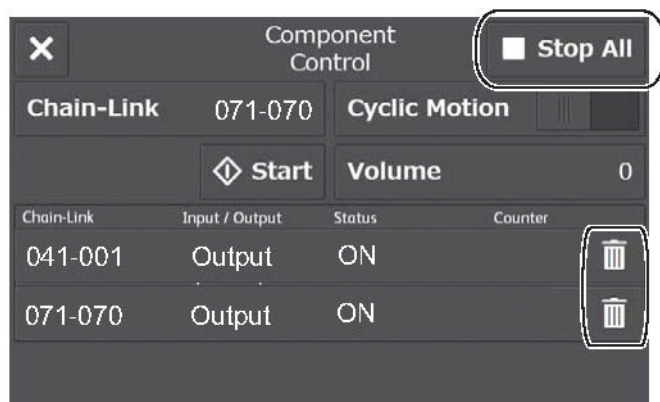 Component
Control
Stop All
Chain-Link 071-070 Cyclic Motion
Start Volume 0
Chain-Link Input / Output Status Counter
041-001 Output ON
071-070 Output ON